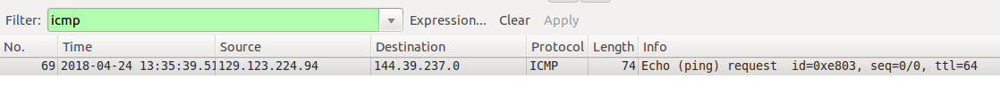 Filter: icmp Expression... Clear Apply
No. Time Source Destination Protocol Length Info
69 2018-04-24 13:35:39.51 129.123.224.94 144.39.237.0 ICMP 74 Echo (ping) request id=0xe803, seq=0/0, ttl=64